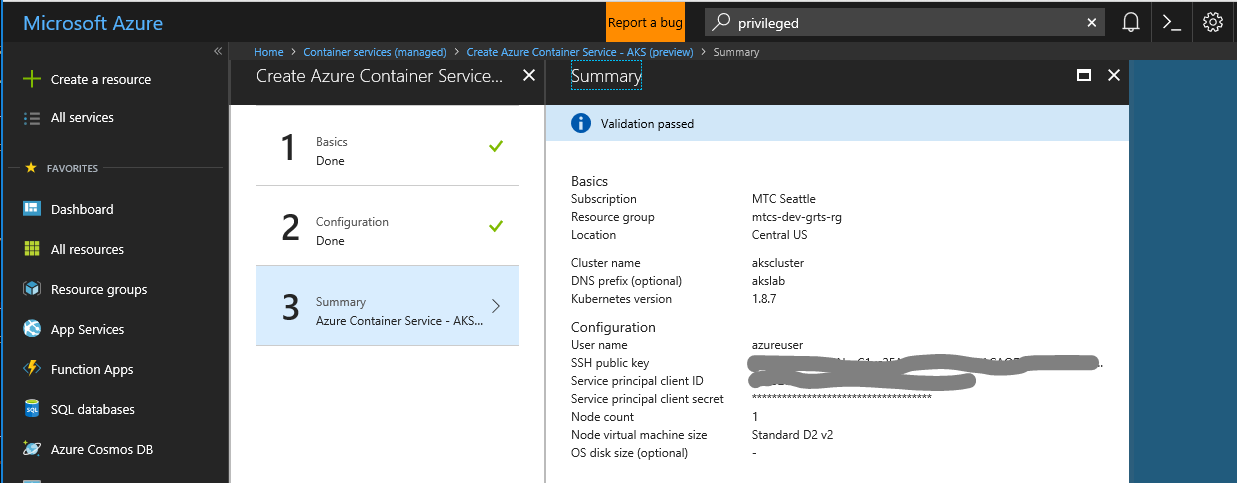 Microsoft Azure
Report a bug
privileged
Home > Container services (managed) > Create Azure Container Service - AKS (preview) > Summary
Create a resource
All services
FAVORITES
Dashboard
All resources
Resource groups
App Services
Function Apps
SQL databases
Azure Cosmos DB
Create Azure Container Service...
1
Basics
Done
2
Configuration
Done
3
Summary
Azure Container Service - AKS...
Summary
Validation passed
Basics
Subscription MTC Seattle
Resource group mtcs-dev-grts-rg
Location Central US
Cluster name akscluster
DNS prefix (optional) akslab
Kubernetes version 1.8.7
Configuration
User name azureuser
SSH public key
Service principal client ID
Service principal client secret ************************************
Node count 1
Node virtual machine size Standard D2 v2
OS disk size (optional) -